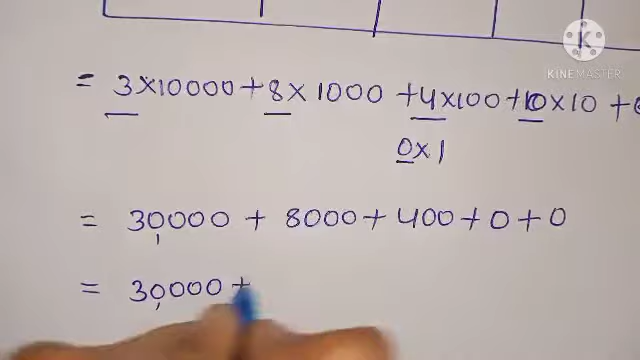 KINEMASTER
= 3×10000+8×1000+4×100+0×10+
0×1
= 30,000 + 8000+400+0+0
= 30,000 +